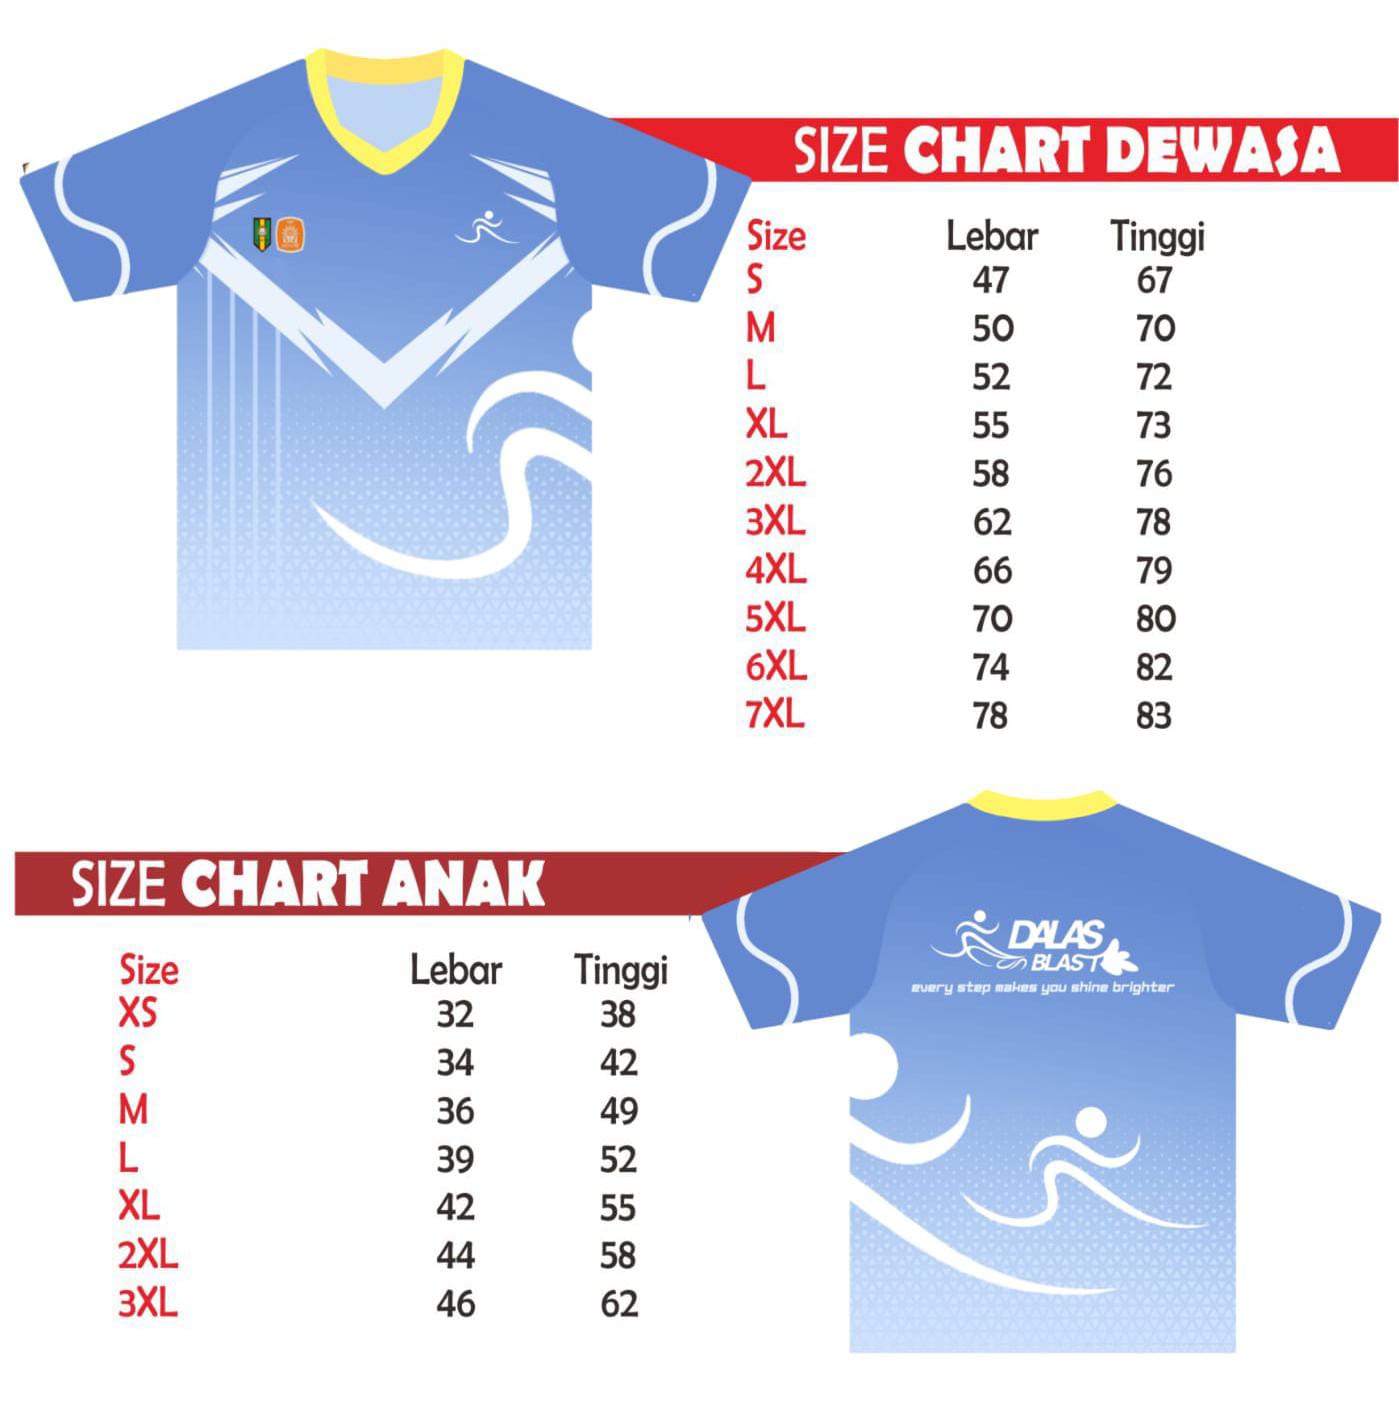 SIZE CHART DEWASA
Size Lebar Tinggi
S 47 67
M 50 70
L 52 72
XL 55 73
2XL 58 76
3XL 62 78
4XL 66 79
5XL 70 80
6XL 74 82
7XL 78 83
SIZE CHART ANAK
Size Lebar Tinggi
XS 32 38
S 34 42
M 36 49
L 39 52
XL 42 55
2XL 44 58
3XL 46 62
DALAS
BLAST
every step makes you shine brighter